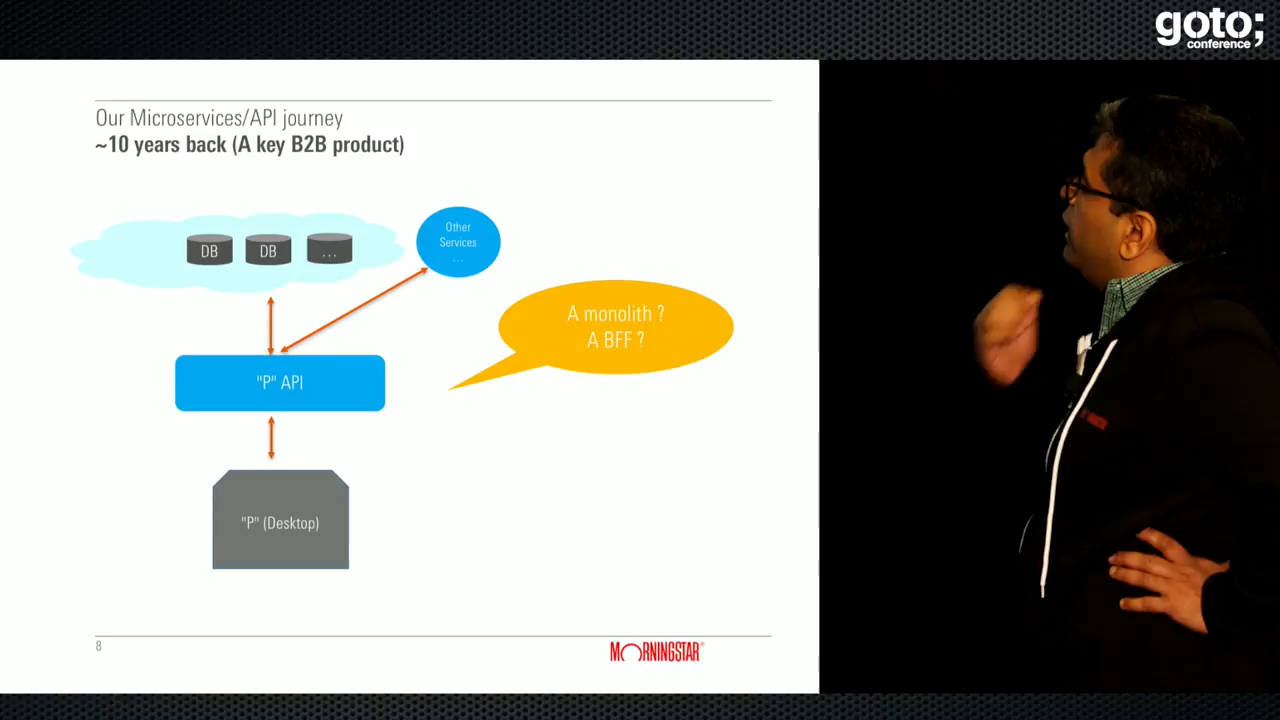 goto;
conference
Our Microservices/API journey
~10 years back (A key B2B product)
DB
DB
...
Other
Services
...
A monolith ?
A BFF ?
"P" API
"P" (Desktop)
8
MORNINGSTAR®